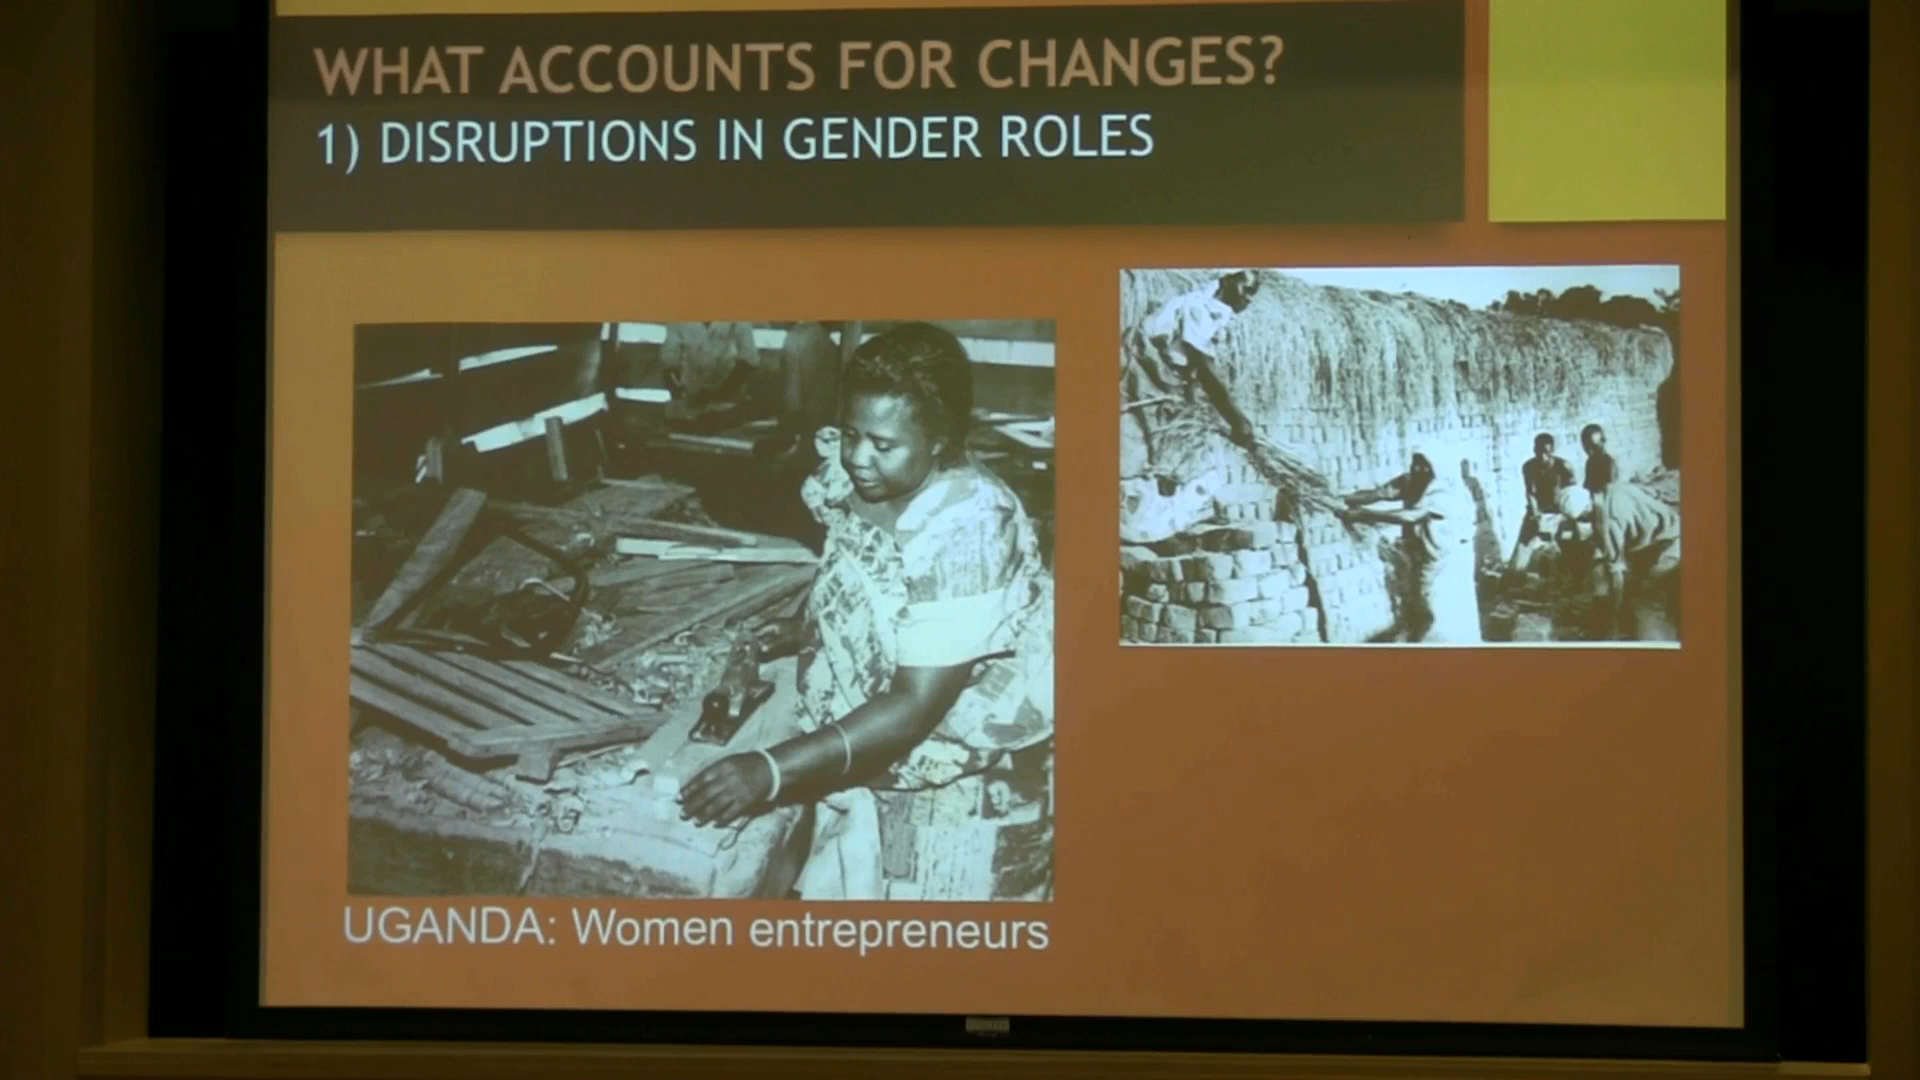 WHAT ACCOUNTS FOR CHANGES?
1) DISRUPTIONS IN GENDER ROLES
UGANDA: Women entrepreneurs